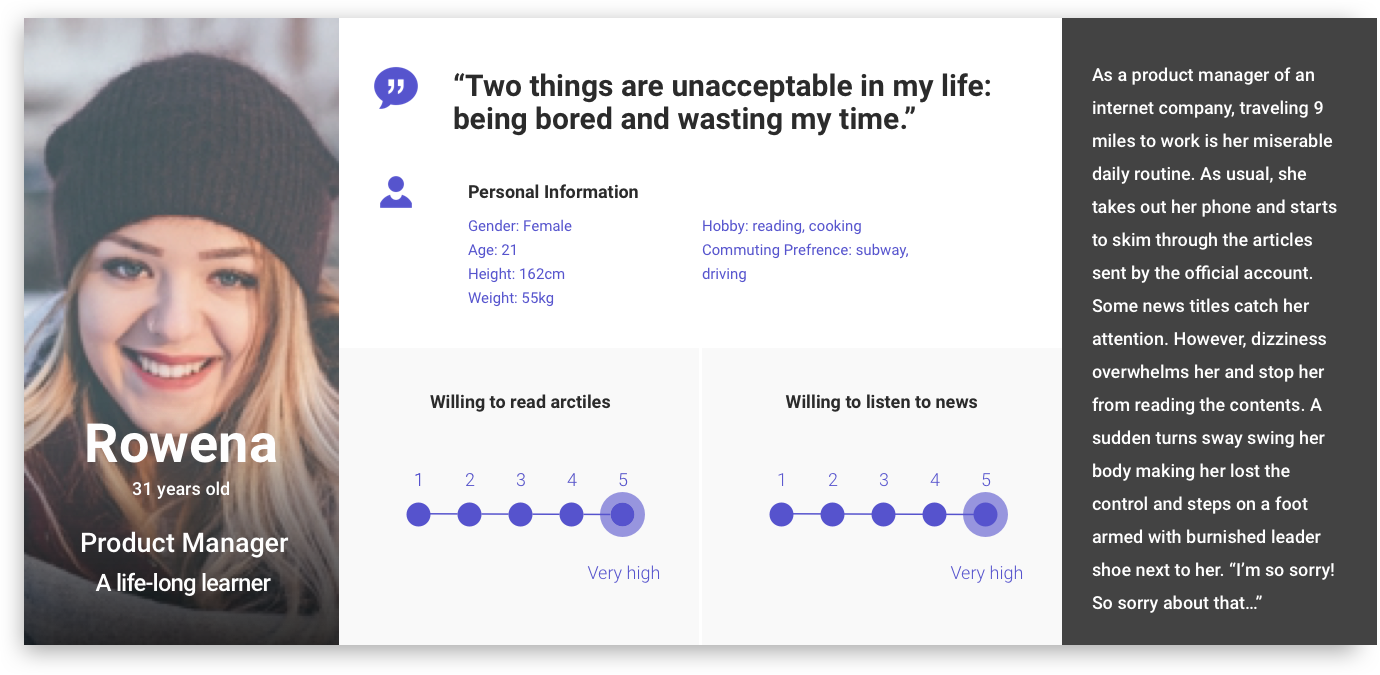 Rowena
31 years old
Product Manager
A life-long learner
“Two things are unacceptable in my life:
being bored and wasting my time.”
Personal Information
Gender: Female
Age: 21
Height: 162cm
Weight: 55kg
Hobby: reading, cooking
Commuting Prefrence: subway,
driving
Willing to read arctiles
1 2 3 4 5
Very high
Willing to listen to news
1 2 3 4 5
Very high
As a product manager of an
internet company, traveling 9
miles to work is her miserable
daily routine. As usual, she
takes out her phone and starts
to skim through the articles
sent by the official account.
Some news titles catch her
attention. However, dizziness
overwhelms her and stop her
from reading the contents. A
sudden turns sway swing her
body making her lost the
control and steps on a foot
armed with burnished leader
shoe next to her. “I’m so sorry!
So sorry about that…”